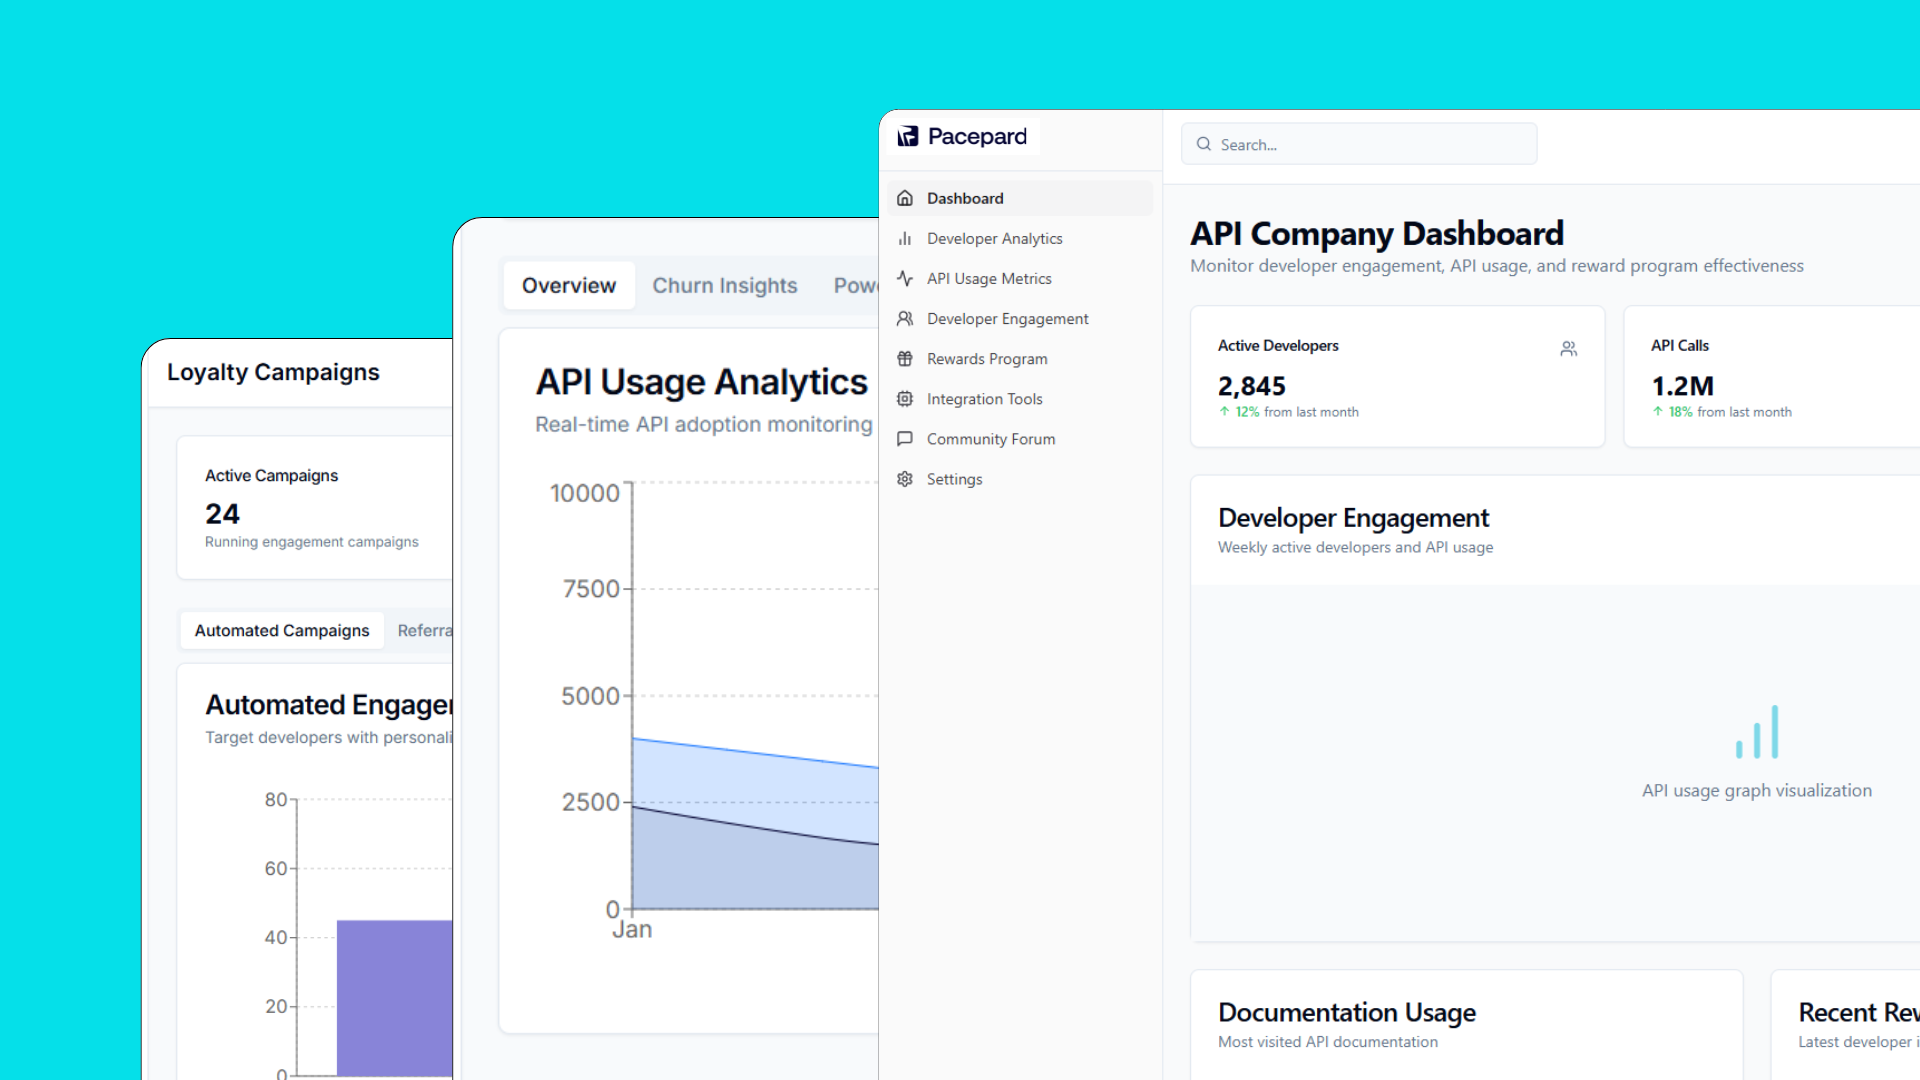 Loyalty Campaigns
Active Campaigns
24
Running engagement campaigns
Automated Campaigns
Automated
Target developers with
80
60
40
20
0
Overview
Churn Insights
API Usage Analytics
Real-time API adoption monitoring
10000
7500
5000
2500
0
Jan
Pacepard
Dashboard
Developer Analytics
API Usage Metrics
Developer Engagement
Rewards Program
Integration Tools
Community Forum
Settings
Search...
API Company Dashboard
Monitor developer engagement, API usage, and reward program effectiveness
Active Developers
2,845
↑ 12% from last month
API Calls
1.2M
↑ 18% from last month
Developer Engagement
Weekly active developers and API usage
API usage graph visualization
Documentation Usage
Most visited API documentation
Recent
Latest developer